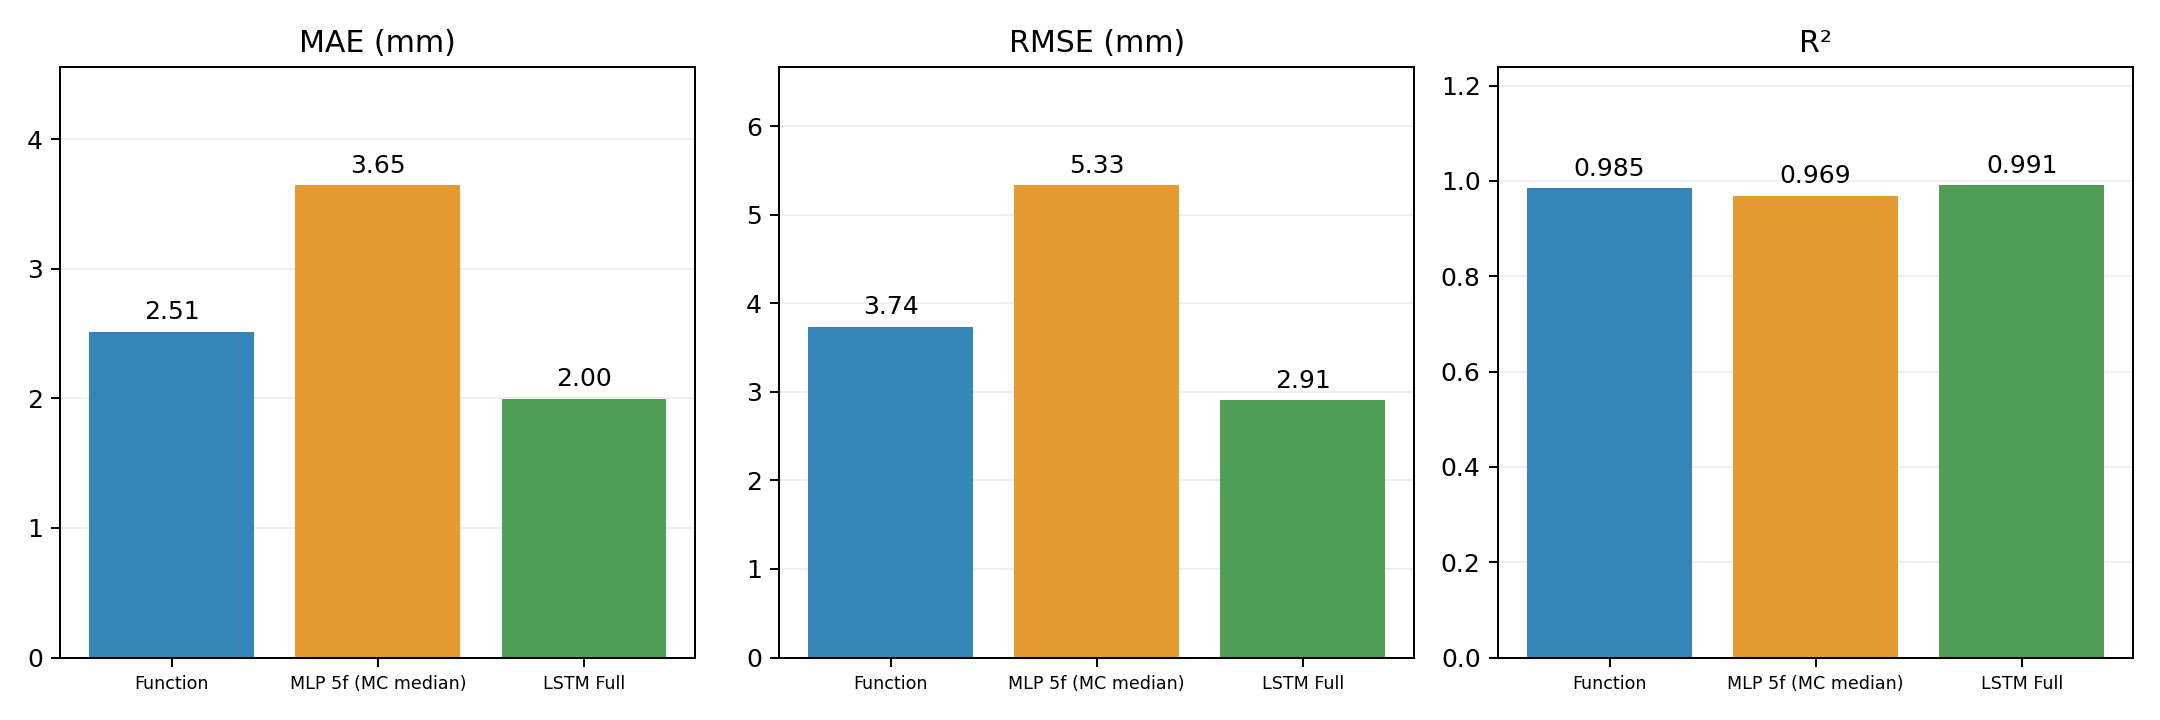 MAE (mm)
4
3
2
1
0
2.51
3.65
2.00
Function
MLP 5f (MC median)
LSTM Full
RMSE (mm)
6
5
4
3
2
1
0
3.74
5.33
2.91
Function
MLP 5f (MC median)
LSTM Full
R²
1.2
1.0
0.8
0.6
0.4
0.2
0.0
0.985
0.969
0.991
Function
MLP 5f (MC median)
LSTM Full